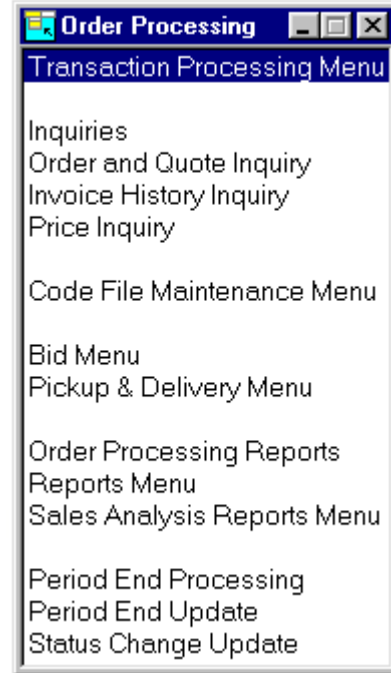 Order Processing
Transaction Processing Menu
Inquiries
Order and Quote Inquiry
Invoice History Inquiry
Price Inquiry
Code File Maintenance Menu
Bid Menu
Pickup & Delivery Menu
Order Processing Reports
Reports Menu
Sales Analysis Reports Menu
Period End Processing
Period End Update
Status Change Update